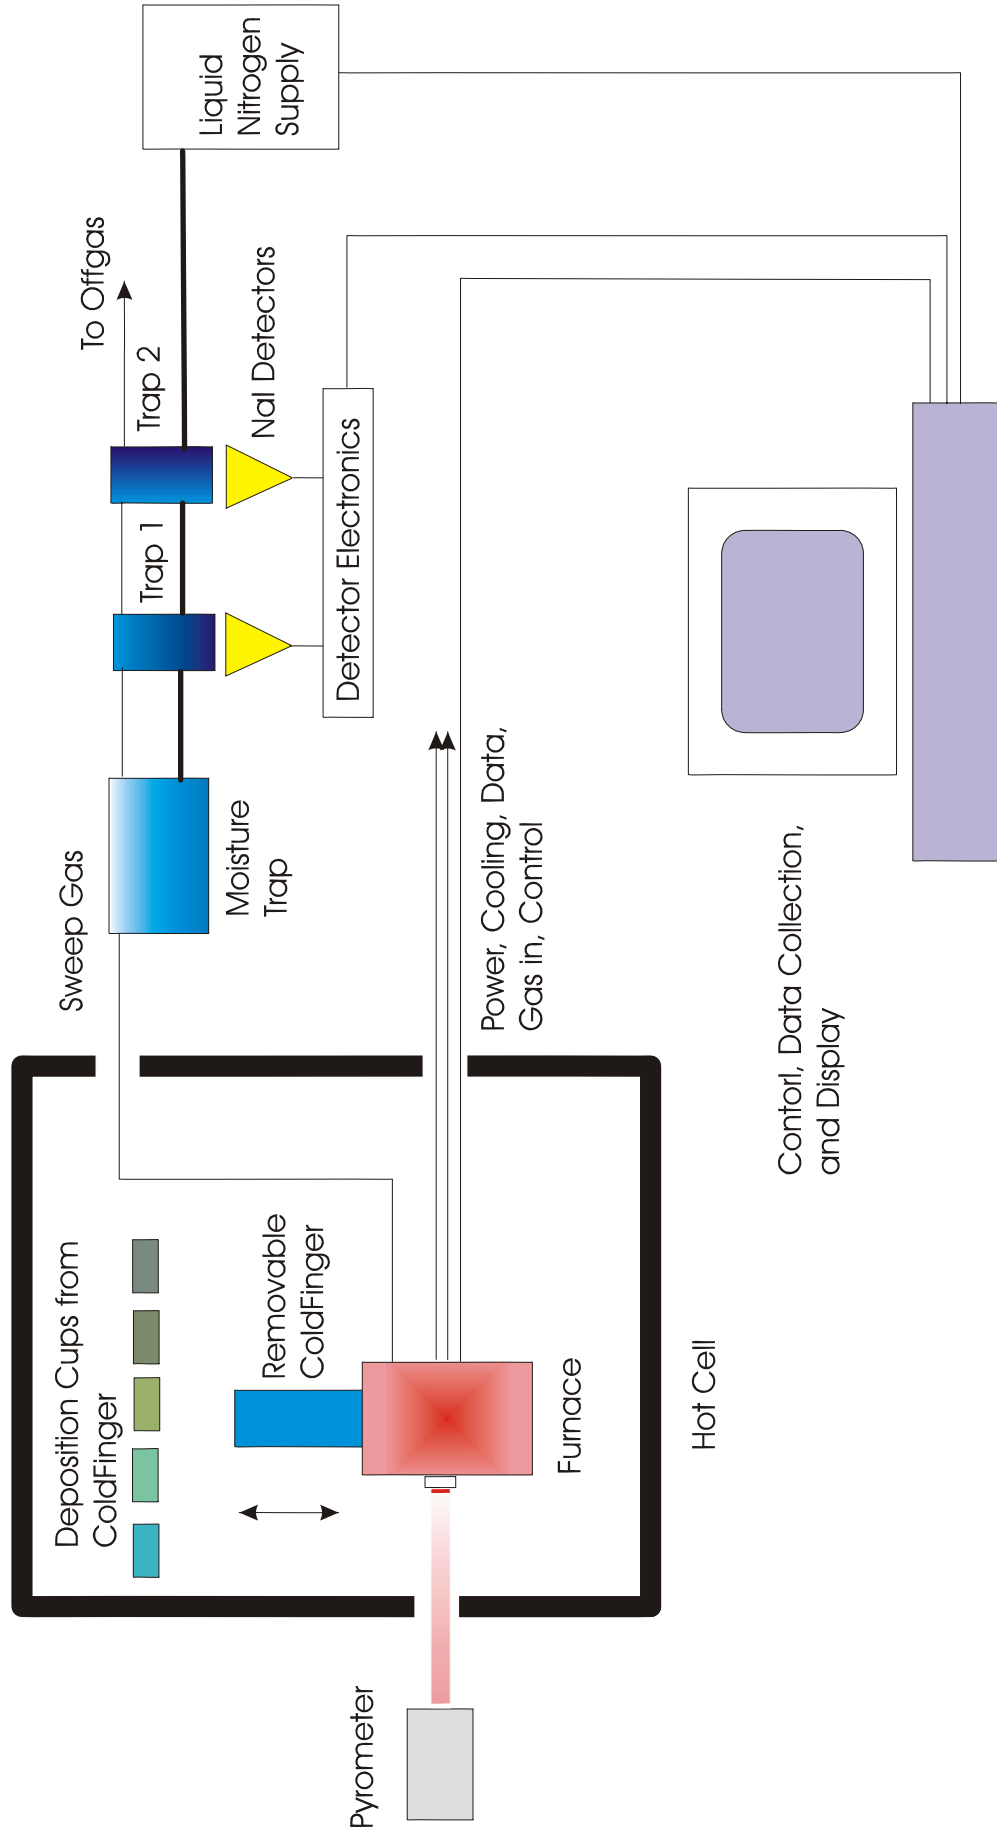 Liquid
Nitrogen
Supply
To Offgas
Trap 2
Trap 1
NaI Detectors
Detector Electronics
Sweep Gas
Moisture
Trap
Power, Cooling, Data,
Gas in, Control
Contorl, Data Collection,
and Display
Deposition Cups from
ColdFinger
Removable
ColdFinger
Furnace
Hot Cell
Pyrometer